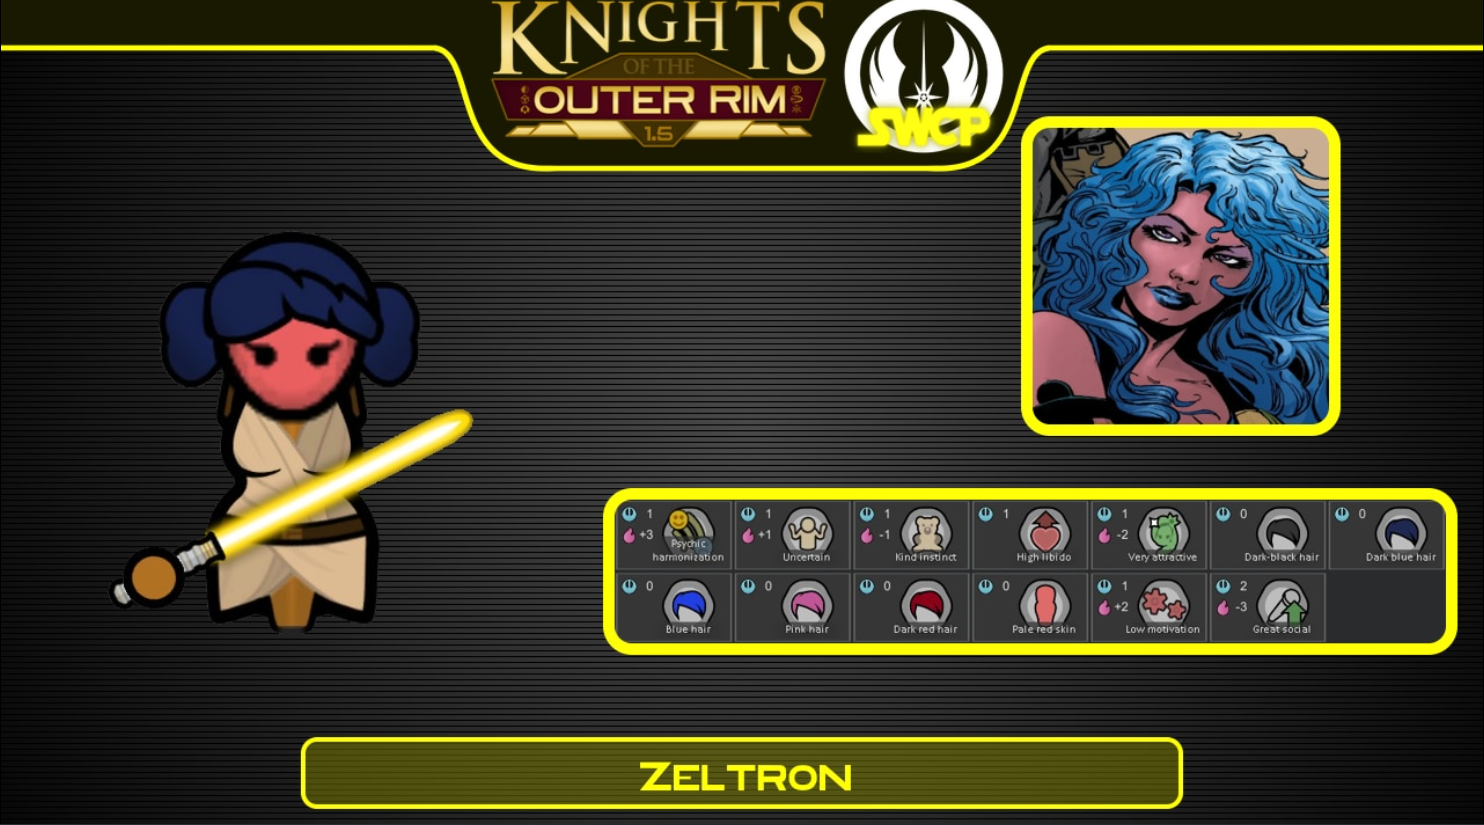 KNIGHTS
OF THE
OUTER RIM
1.5
SWCP
1
+3
Psychic
harmonization
1
+1
Uncertain
1
-1
Kind instinct
1
High libido
1
-2
Very attractive
0
Dark-black hair
0
Dark blue hair
0
Blue hair
0
Pink hair
0
Dark red hair
0
Pale red skin
1
+2
Low motivation
2
-3
Great social
ZELTRON